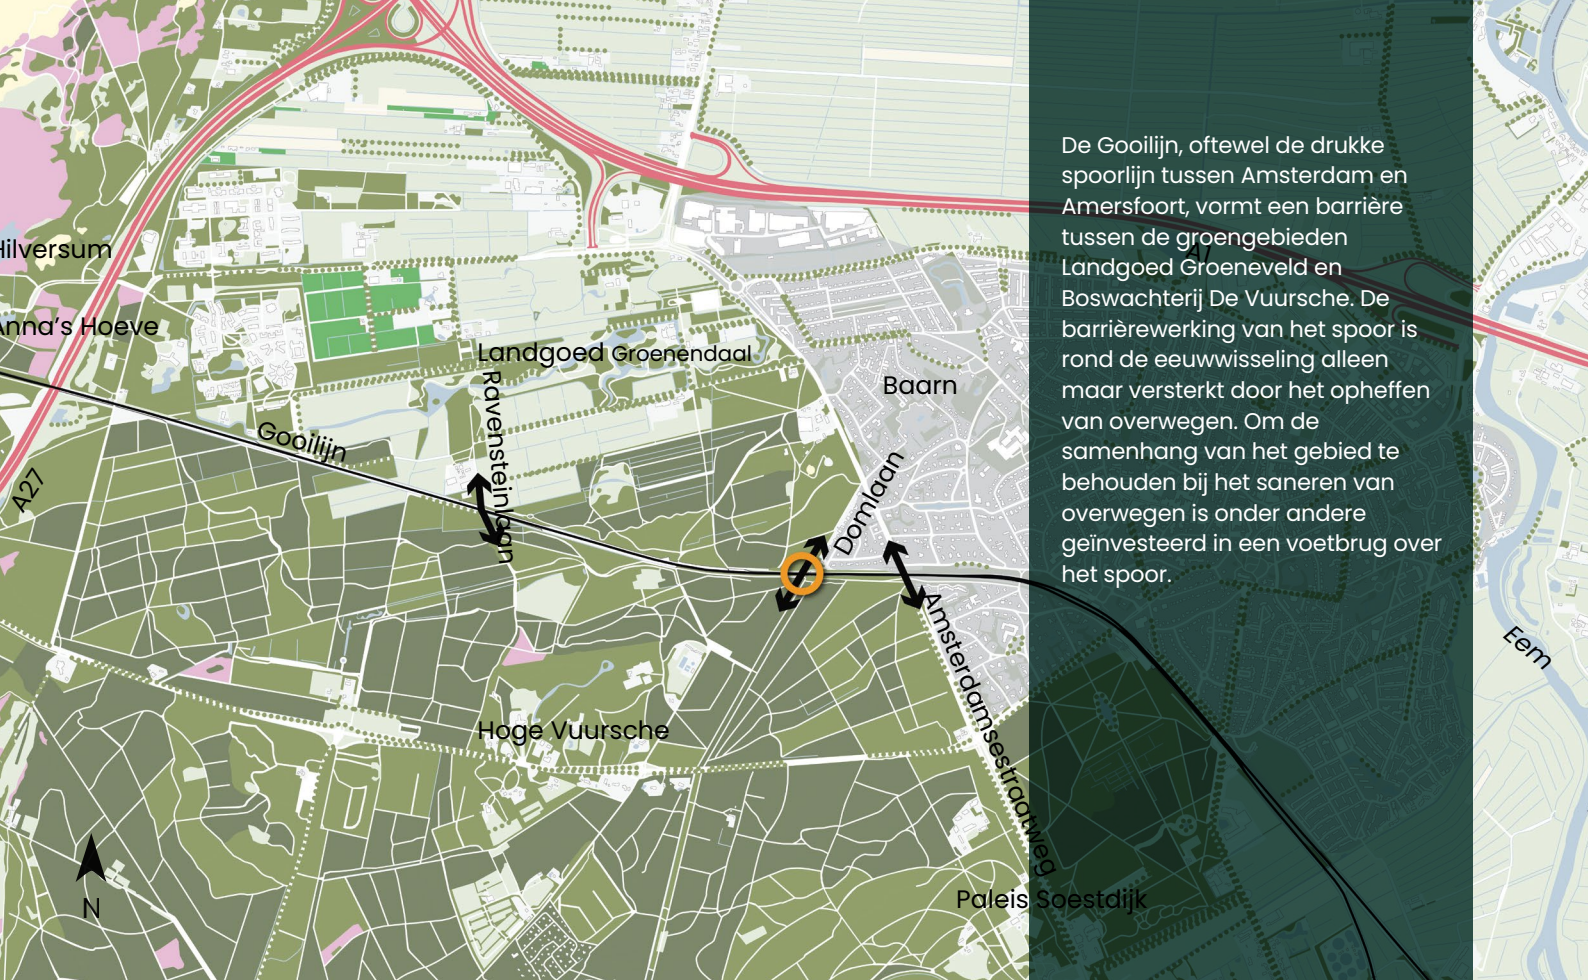 Hilversum
Anna's Hoeve
A27
Gooilijn
Landgoed Groenendaal
Ravensteinlaan
Baarn
Domlaan
Amsterdamsestraatweg
Hoge Vuursche
Paleis Soestdijk
N
A1
De Gooilijn, oftewel de drukke
spoorlijn tussen Amsterdam en
Amersfoort, vormt een barrière
tussen de groengebieden
Landgoed Groeneveld en
Boswachterij De Vuursche. De
barrièrewerking van het spoor is
rond de eeuwwisseling alleen
maar versterkt door het opheffen
van overwegen. Om de
samenhang van het gebied te
behouden bij het saneren van
overwegen is onder andere
geïnvesteerd in een voetbrug over
het spoor.
Eem